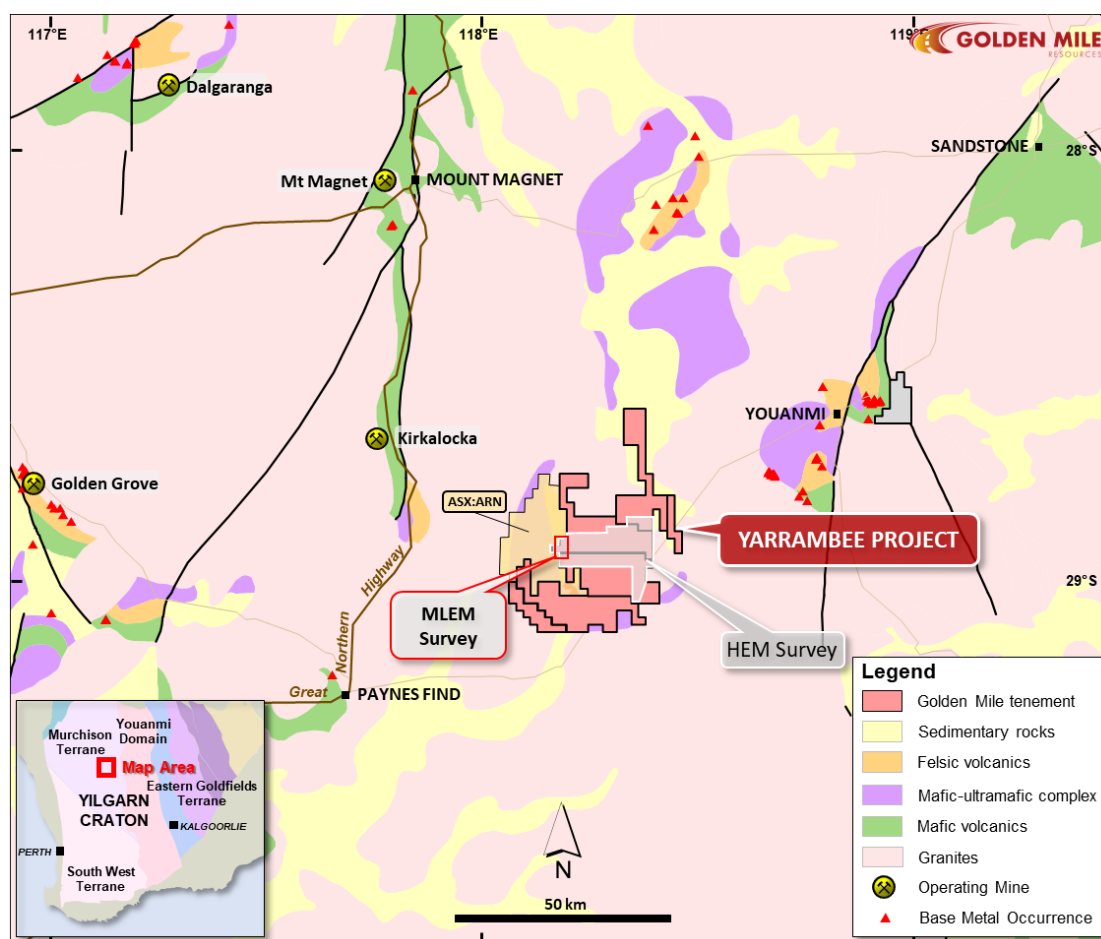 117°E
118°E
119°E
GOLDEN MILE
RESOURCES
Dalgaranga
SANDSTONE
28°S
Mt Magnet
MOUNT MAGNET
YOUANMI
Kirkalocka
Golden Grove
ASX:ARN
YARRAMBEE PROJECT
Highway
29°S
MLEM
Survey
HEM Survey
Northern
Great
PAYNES FIND
Legend
Golden Mile tenement
Sedimentary rocks
Felsic volcanics
Mafic-ultramafic complex
Mafic volcanics
Granites
Operating Mine
Base Metal Occurrence
Youanmi
Domain
Murchison
Terrane
Map Area
Eastern Goldfields
Terrane
YILGARN
CRATON
KALGOORLIE
PERTH
South West
Terrane
N
50 km